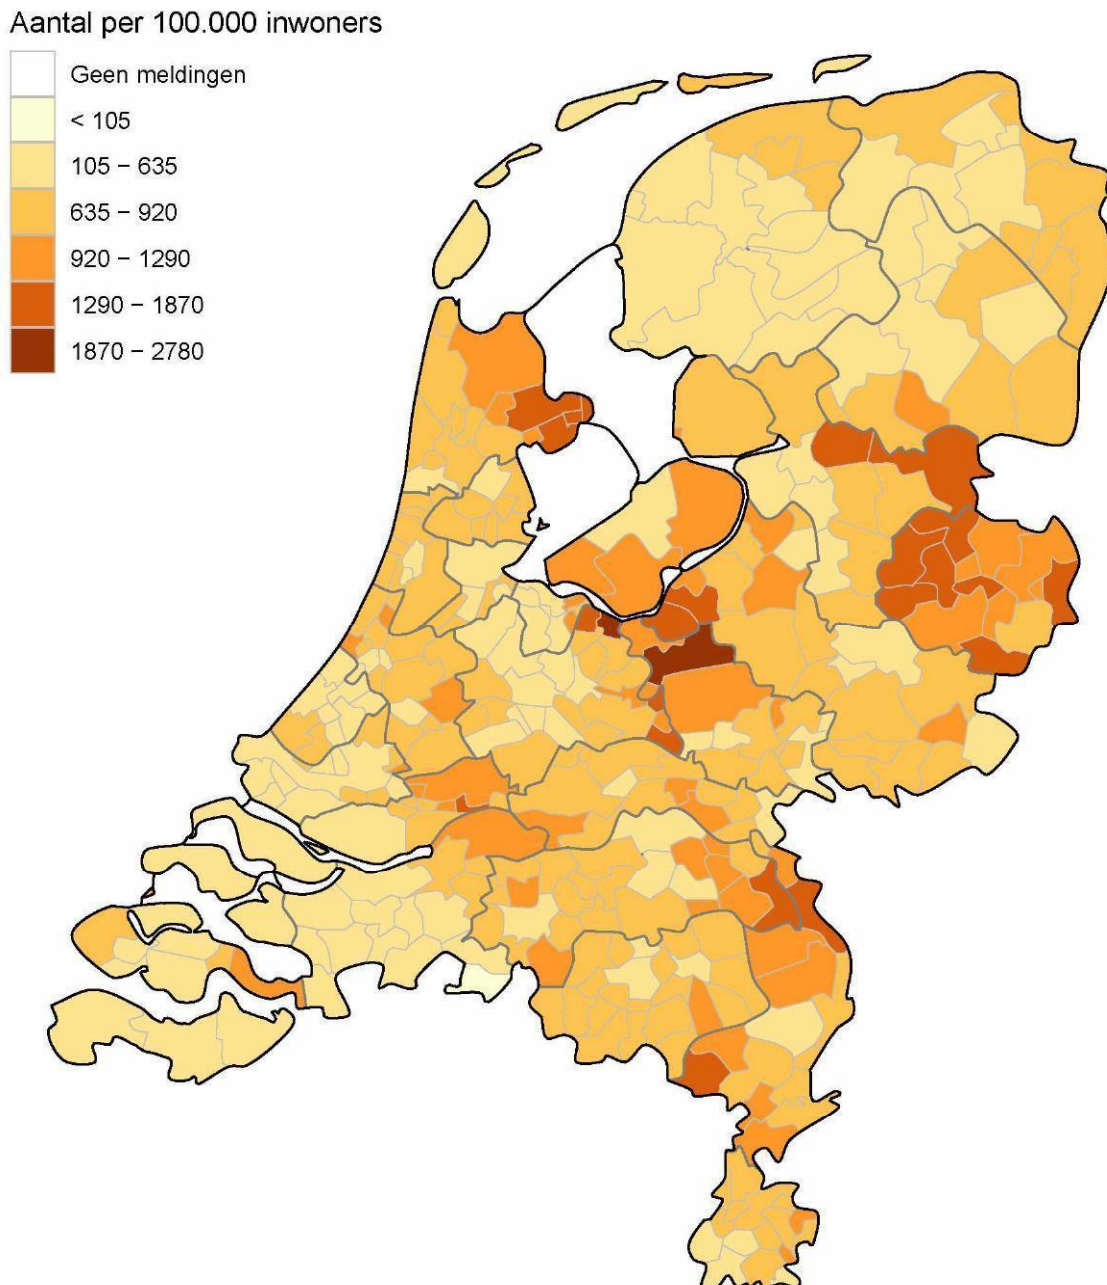 Aantal per 100.000 inwoners
Geen meldingen
< 105
105 − 635
635 − 920
920 − 1290
1290 − 1870
1870 − 2780